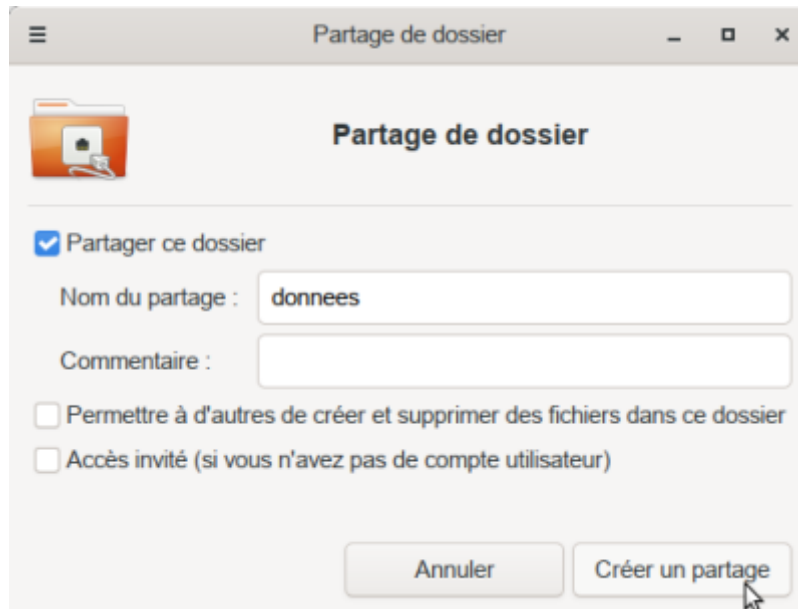 Partage de dossier
Partage de dossier
Partager ce dossier
Nom du partage : donnees
Commentaire :
Permettre à d'autres de créer et supprimer des fichiers dans ce dossier
Accès invité (si vous n'avez pas de compte utilisateur)
Annuler Créer un partage